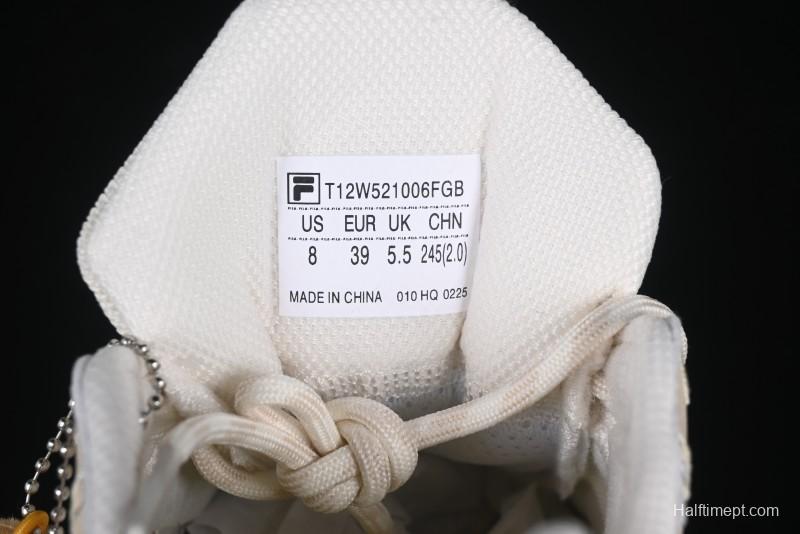 F T12W521006FGB
US EUR UK CHN
8 39 5.5 245(2.0)
MADE IN CHINA 010 HQ 0225
Halftimept.com